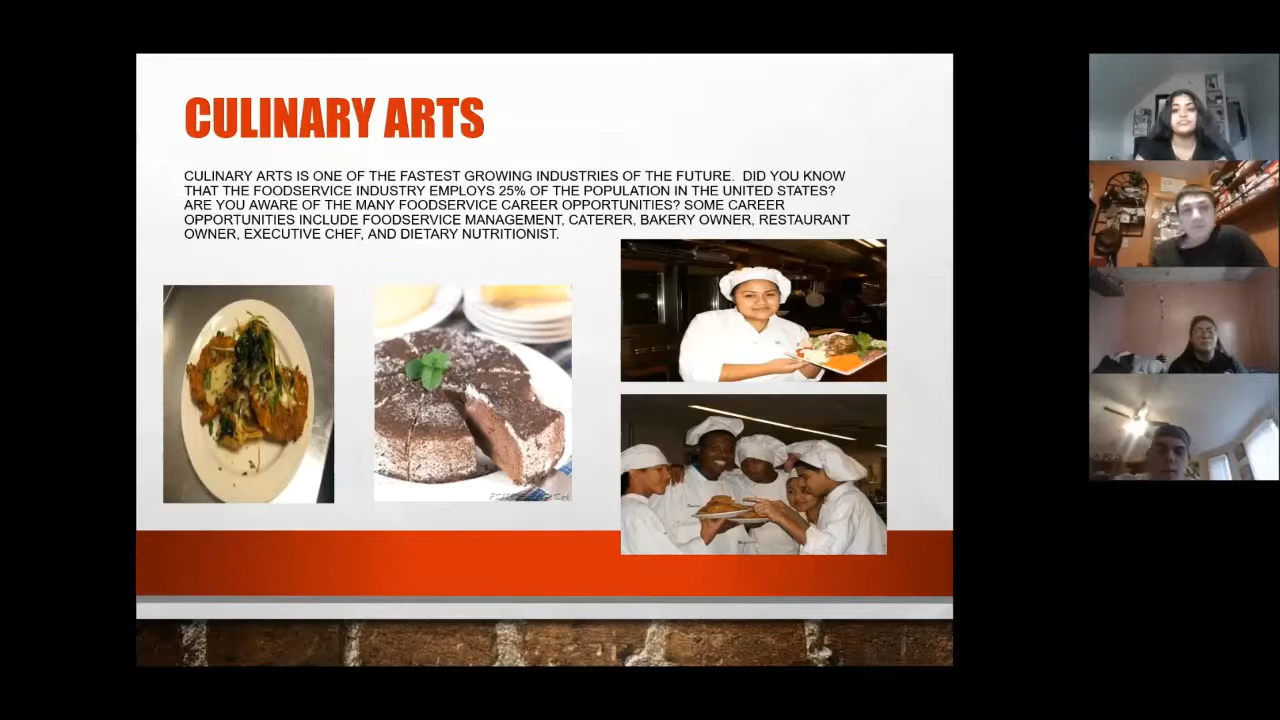 CULINARY ARTS
CULINARY ARTS IS ONE OF THE FASTEST GROWING INDUSTRIES OF THE FUTURE.  DID YOU KNOW
THAT THE FOODSERVICE INDUSTRY EMPLOYS 25% OF THE POPULATION IN THE UNITED STATES?
ARE YOU AWARE OF THE MANY FOODSERVICE CAREER OPPORTUNITIES? SOME CAREER
OPPORTUNITIES INCLUDE FOODSERVICE MANAGEMENT, CATERER, BAKERY OWNER, RESTAURANT
OWNER, EXECUTIVE CHEF, AND DIETARY NUTRITIONIST.